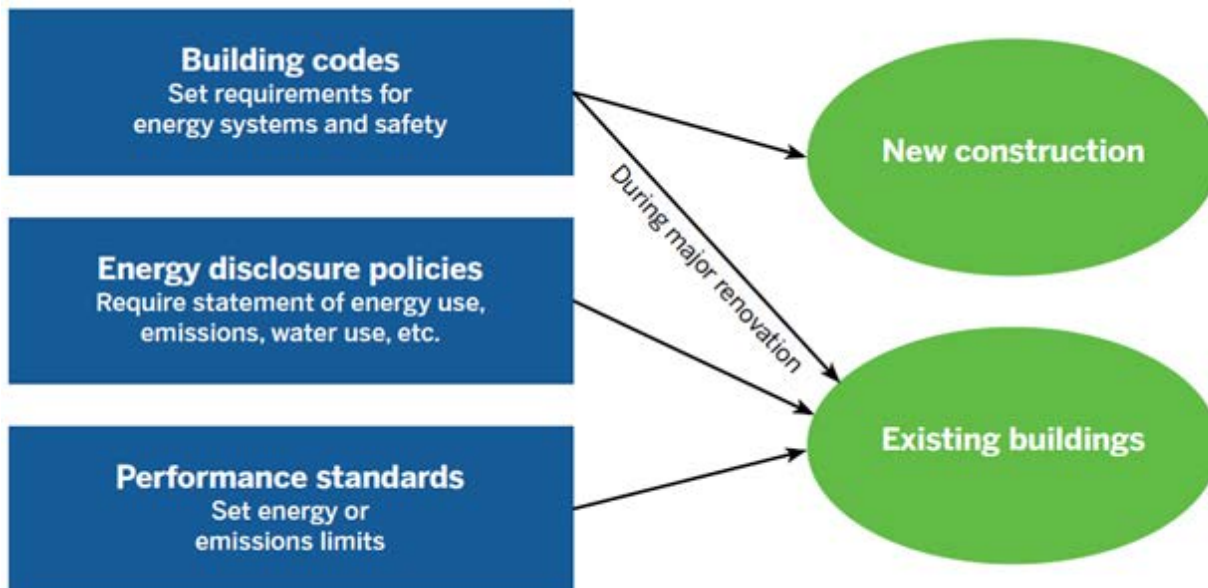 Building codes
Set requirements for
energy systems and safety
New construction
During major renovation
Energy disclosure policies
Require statement of energy use,
emissions, water use, etc.
Existing buildings
Performance standards
Set energy or
emissions limits